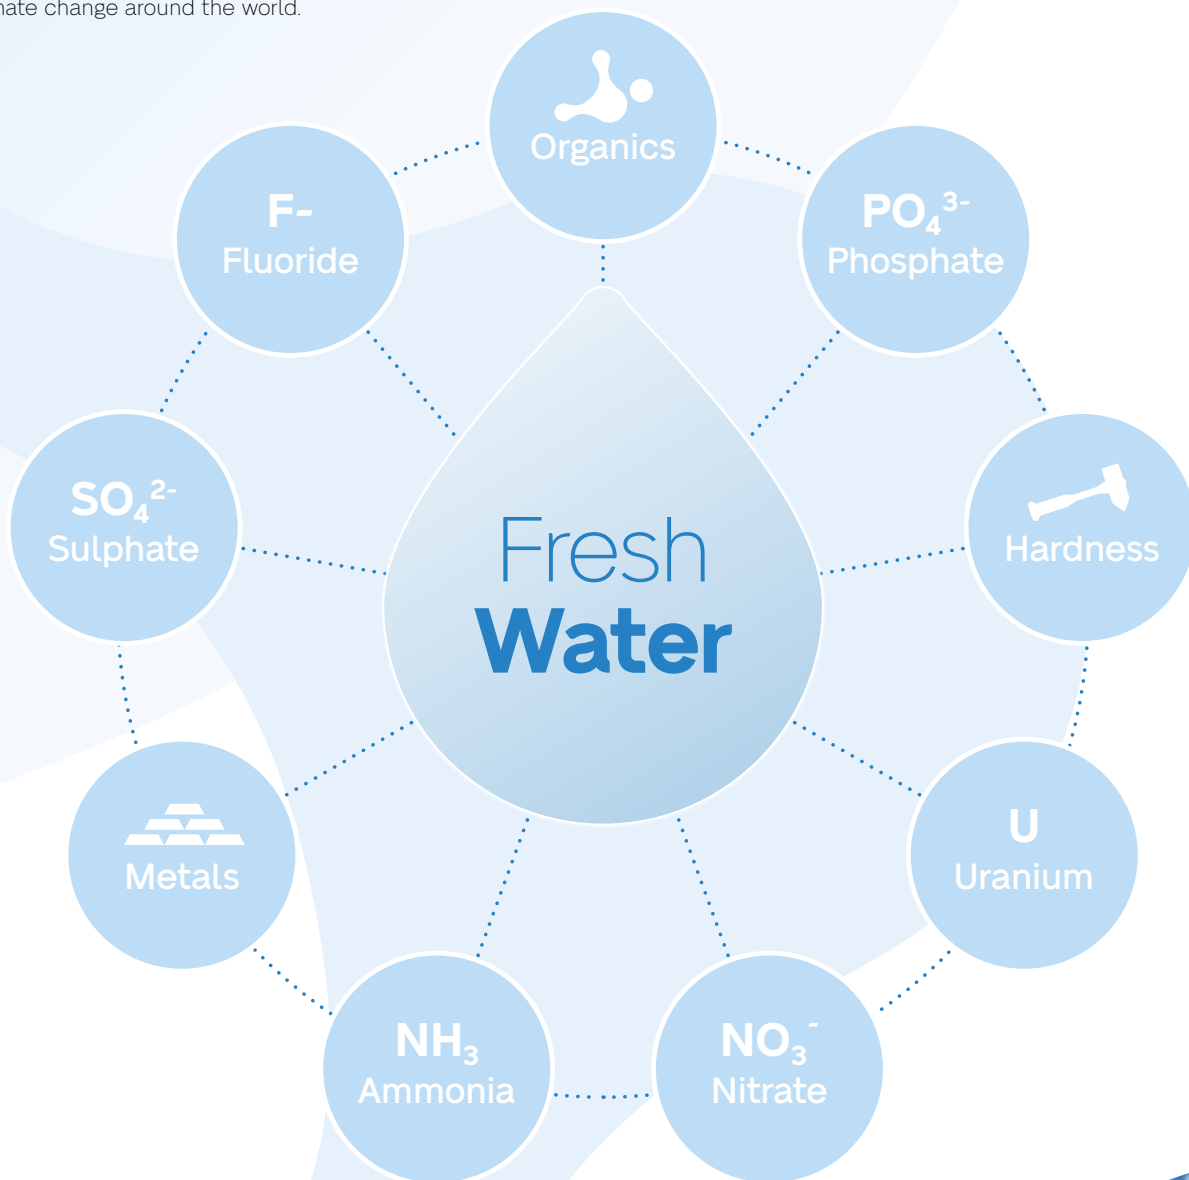 change around the world.
Organics
F-
Fluoride
PO₄³⁻
Phosphate
SO₄²⁻
Sulphate
Hardness
Fresh
Water
Metals
U
Uranium
NH₃
Ammonia
NO₃⁻
Nitrate